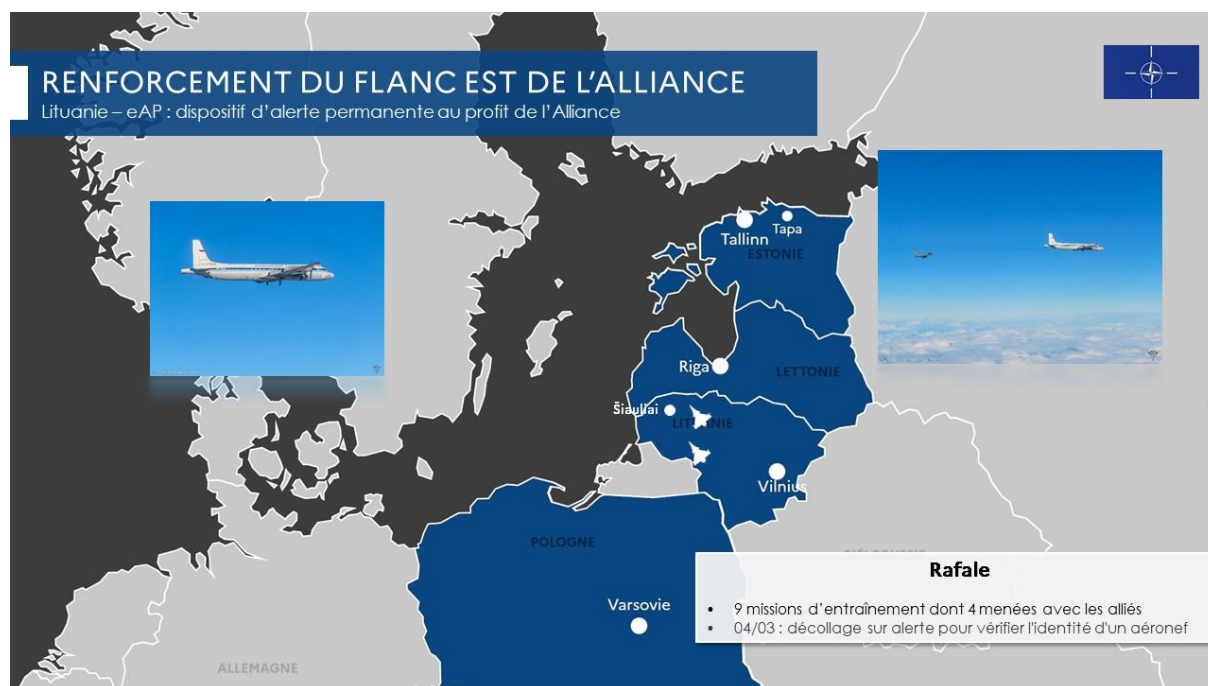 RENFORCEMENT DU FLANC EST DE L'ALLIANCE
Lituanie – eAP : dispositif d'alerte permanente au profit de l'Alliance
Tallinn
Tapa
ESTONIE
Riga
LETTONIE
Šiauliai
Vilnius
POLOGNE
Varsovie
ALLEMAGNE
Rafale
• 9 missions d'entraînement dont 4 menées avec les alliés
• 04/03 : décollage sur alerte pour vérifier l'identité d'un aéronef